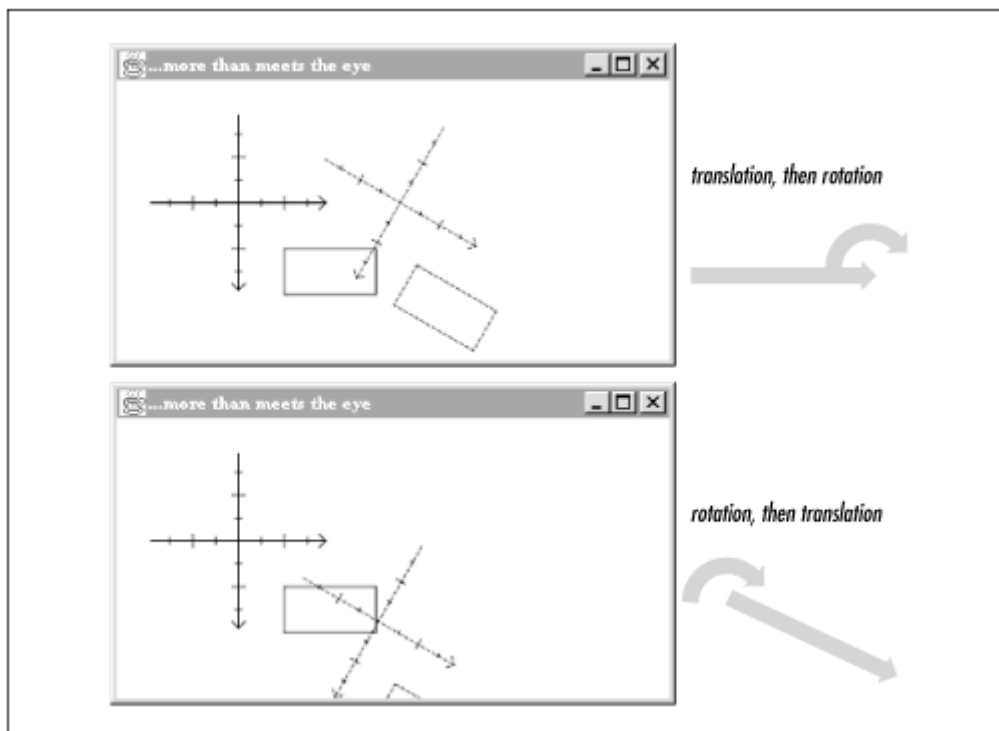 ...more than meets the eye
translation, then rotation
...more than meets the eye
rotation, then translation